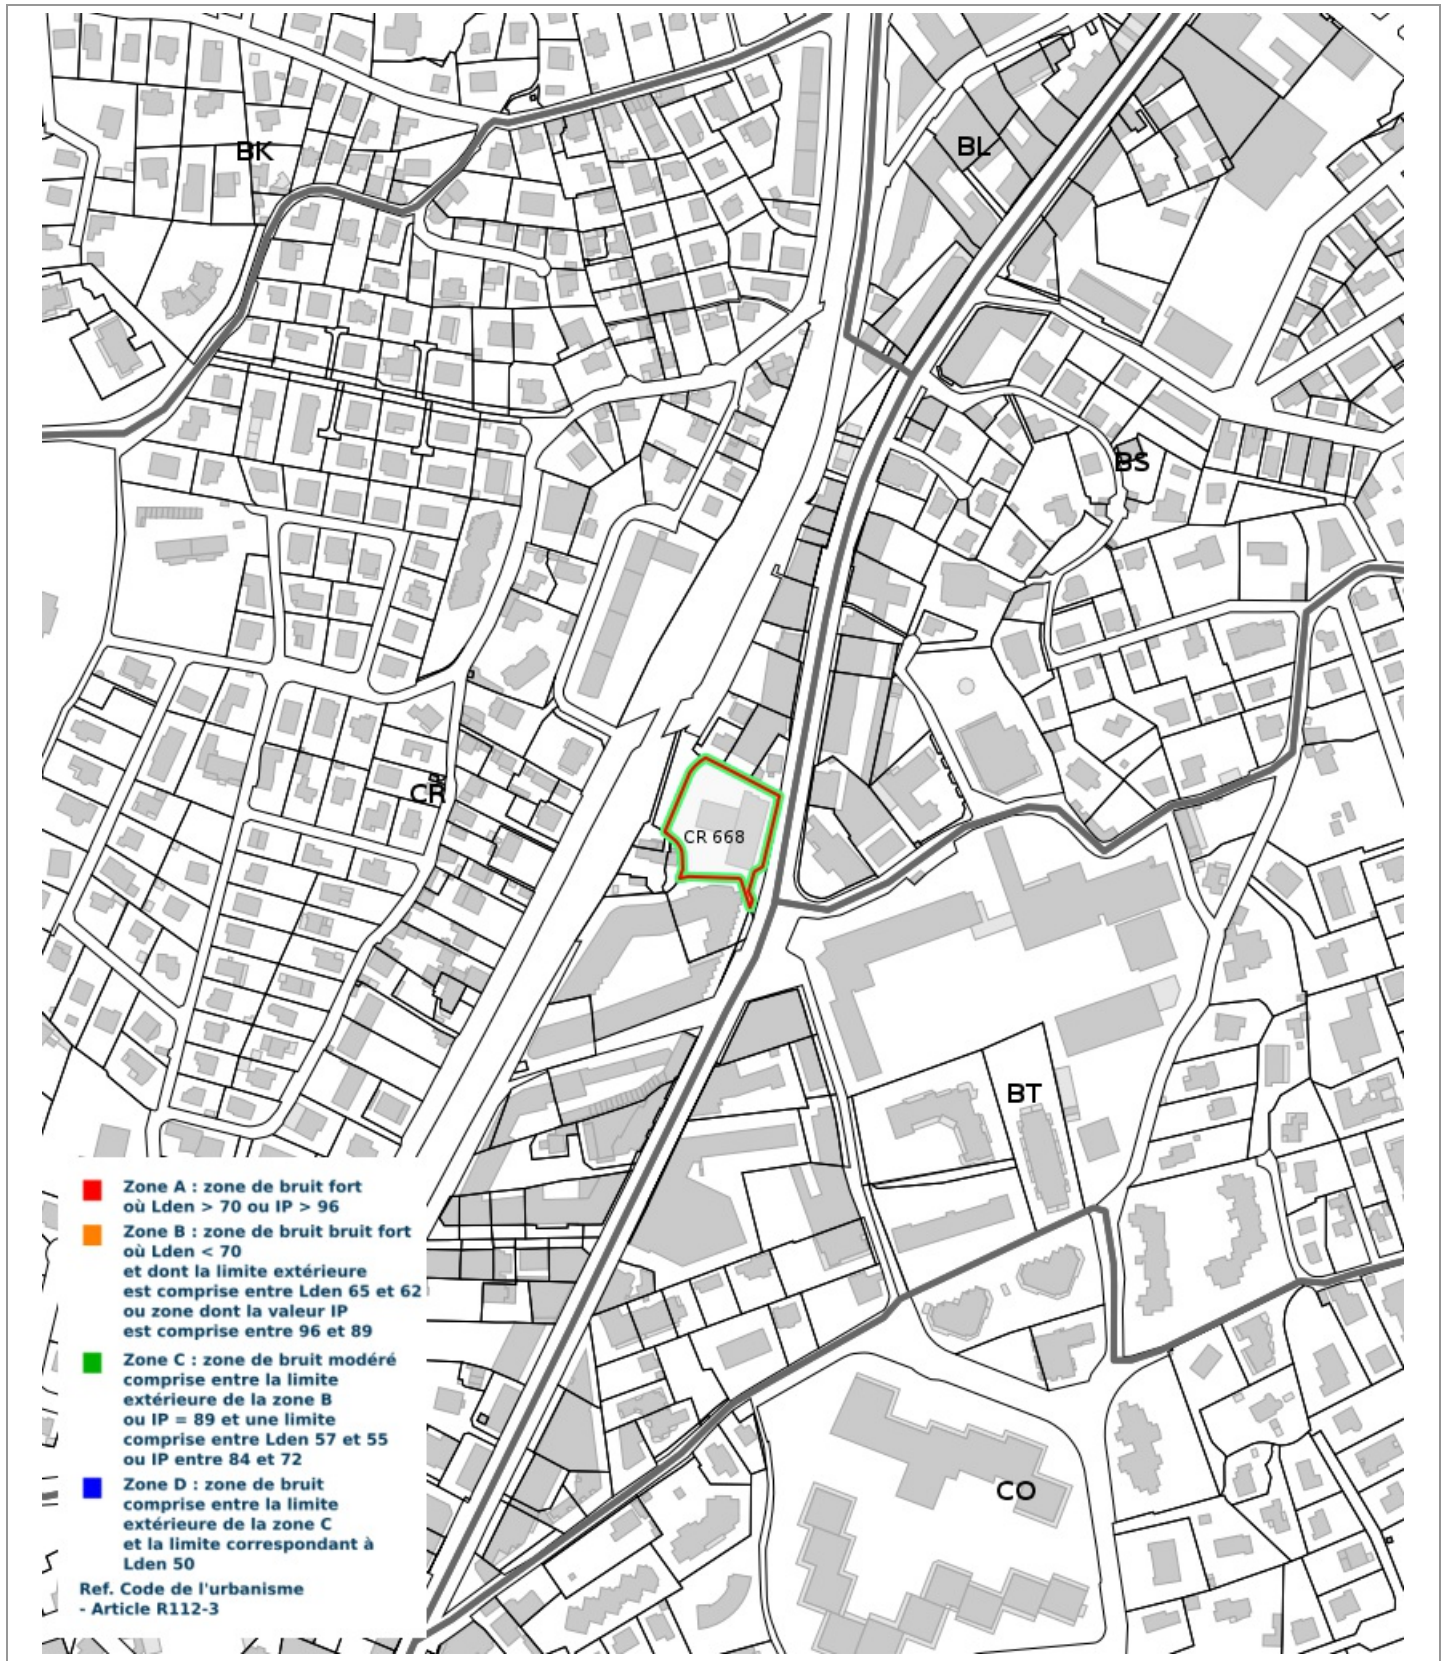 BK
BL
BS
CR
CR 668
BT
Zone A : zone de bruit fort
où Lden > 70 ou IP > 96
Zone B : zone de bruit bruit fort
où Lden < 70
et dont la limite extérieure
est comprise entre Lden 65 et 62
ou zone dont la valeur IP
est comprise entre 96 et 89
Zone C : zone de bruit modéré
comprise entre la limite
extérieure de la zone B
ou IP = 89 et une limite
comprise entre Lden 57 et 55
ou IP entre 84 et 72
Zone D : zone de bruit
comprise entre la limite
extérieure de la zone C
et la limite correspondant à
Lden 50
Ref. Code de l'urbanisme
- Article R112-3
CO